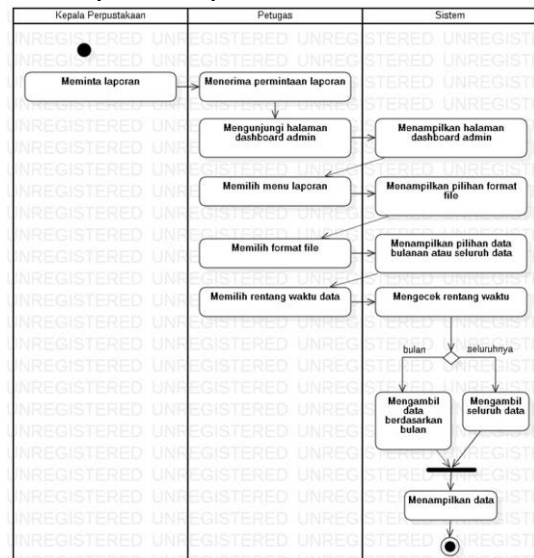 Kepala Perpustakaan
Petugas
Sistem
Meminta laporan
Menerima permintaan laporan
Mengunjungi halaman
dashboard admin
Menampilkan halaman
dashboard admin
Memilih menu laporan
Menampilkan pilihan format
file
Memilih format file
Menampilkan pilihan data
bulanan atau seluruh data
Memilih rentang waktu data
Mengecek rentang waktu
bulan
seluruhnya
Mengambil
data
berdasarkan
bulan
Mengambil
seluruh data
Menampilkan data
UNREGISTERED